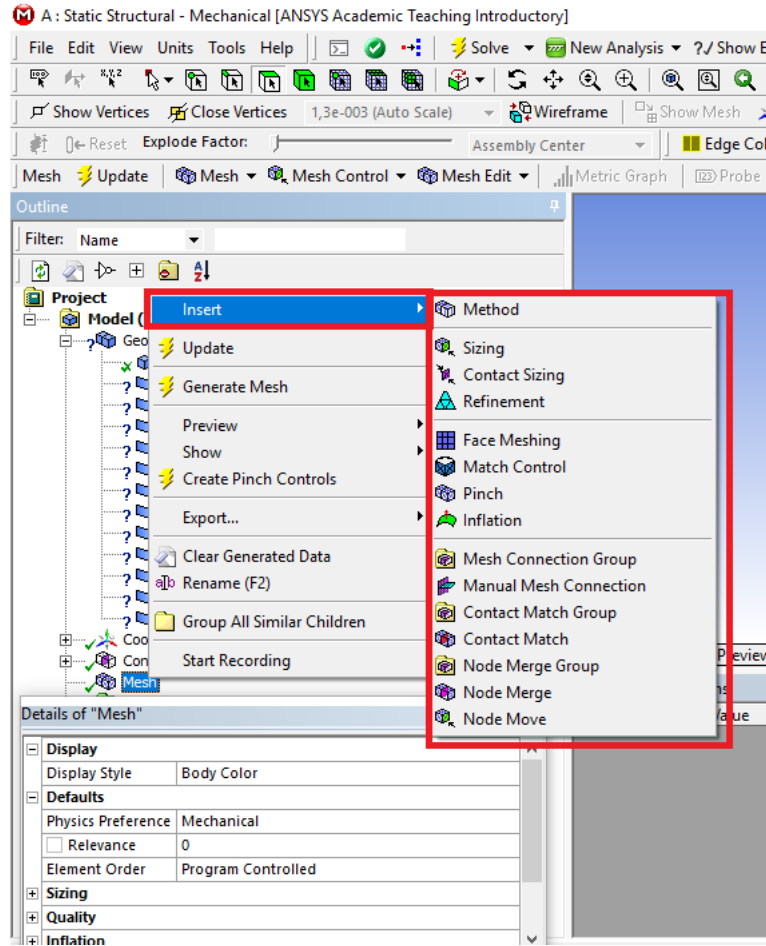 A : Static Structural - Mechanical [ANSYS Academic Teaching Introductory]
File Edit View Units Tools Help Solve New Analysis ?√ Show E
Show Vertices Close Vertices 1,3e-003 (Auto Scale) Wireframe Show Mesh
Reset Explode Factor: Assembly Center Edge Col
Mesh Update Mesh Mesh Control Mesh Edit Metric Graph Probe
Outline
Filter: Name
Project
Model (
Geo
Coo
Con
Mesh
Insert
Update
Generate Mesh
Preview
Show
Create Pinch Controls
Export...
Clear Generated Data
Rename (F2)
Group All Similar Children
Start Recording
Method
Sizing
Contact Sizing
Refinement
Face Meshing
Match Control
Pinch
Inflation
Mesh Connection Group
Manual Mesh Connection
Contact Match Group
Contact Match
Node Merge Group
Node Merge
Node Move
Details of "Mesh"
Display
Display Style Body Color
Defaults
Physics Preference Mechanical
Relevance 0
Element Order Program Controlled
Sizing
Quality
Inflation